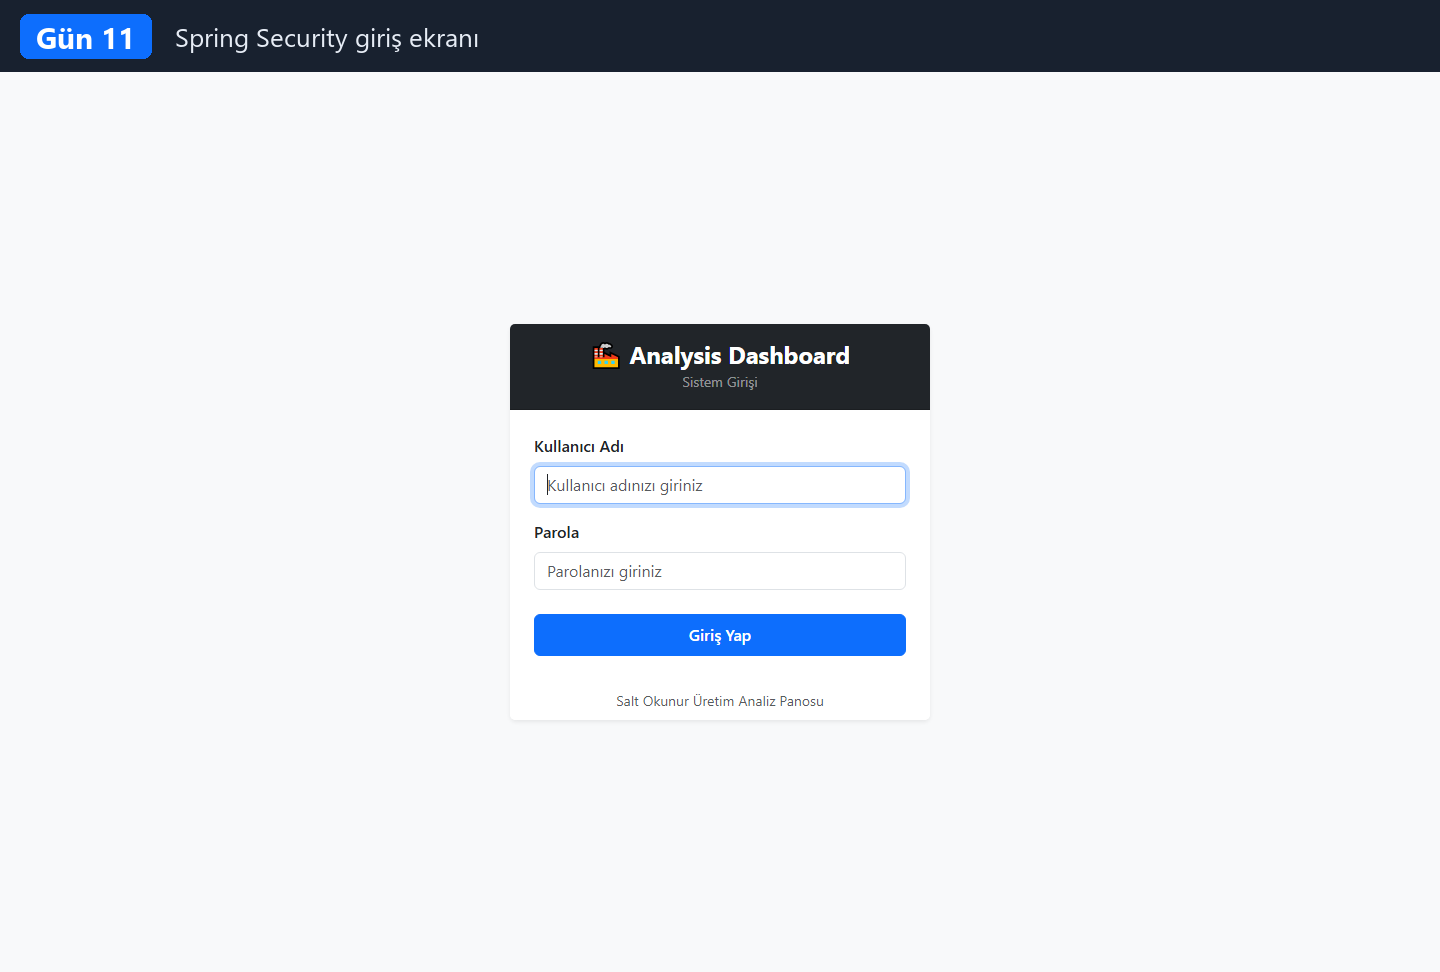 Gün 11 Spring Security giriş ekranı
Analysis Dashboard
Sistem Girişi
Kullanıcı Adı
Kullanıcı adınızı giriniz
Parola
Parolanızı giriniz
Giriş Yap
Salt Okunur Üretim Analiz Panosu